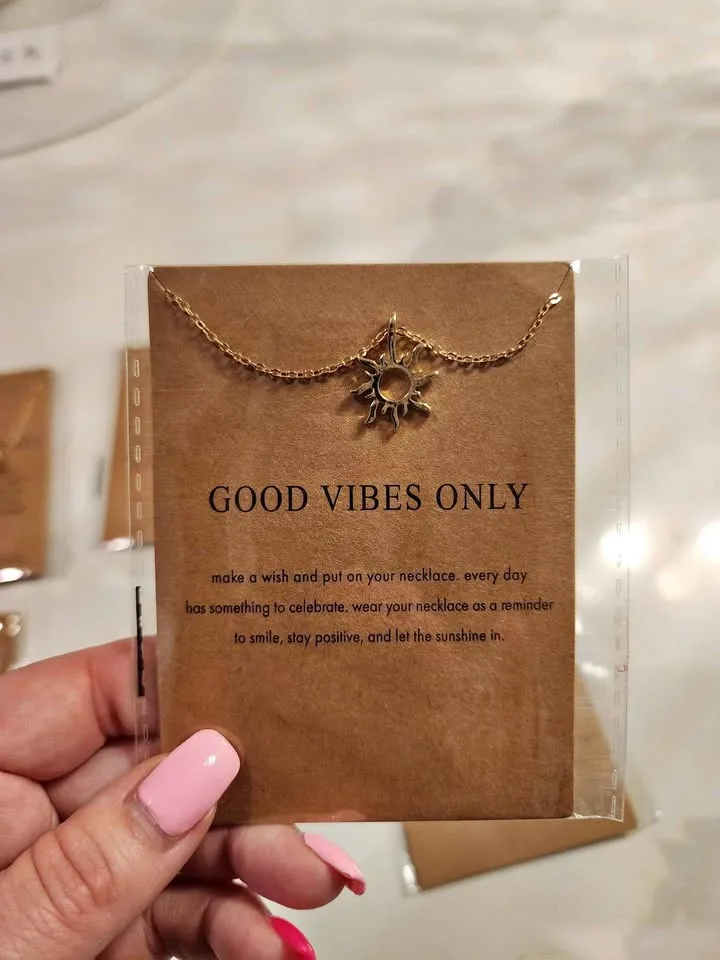 GOOD VIBES ONLY
make a wish and put on your necklace. every day
has something to celebrate. wear your necklace as a reminder
to smile, stay positive, and let the sunshine in.